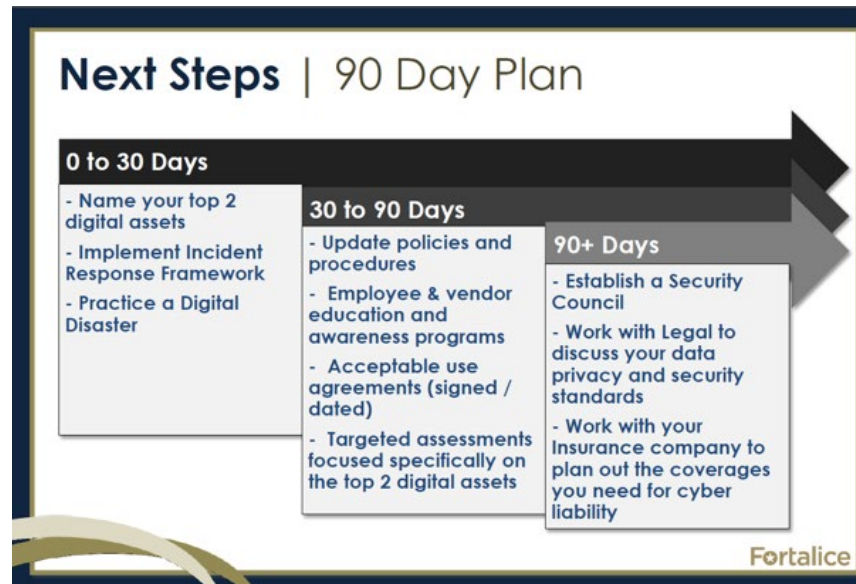 Next Steps | 90 Day Plan
0 to 30 Days
- Name your top 2
digital assets
- Implement Incident
Response Framework
- Practice a Digital
Disaster
30 to 90 Days
- Update policies and
procedures
- Employee & vendor
education and
awareness programs
- Acceptable use
agreements (signed /
dated)
- Targeted assessments
focused specifically on
the top 2 digital assets
90+ Days
- Establish a Security
Council
- Work with Legal to
discuss your data
privacy and security
standards
- Work with your
Insurance company to
plan out the coverages
you need for cyber
liability
Fortalice